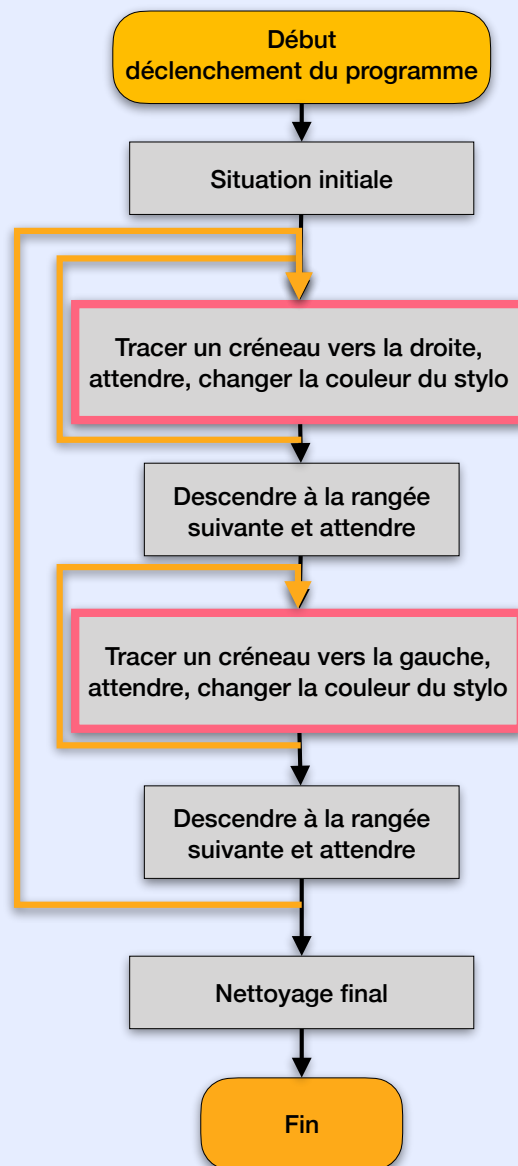 Début
déclenchement du programme
Situation initiale
Tracer un créneau vers la droite,
attendre, changer la couleur du stylo
Descendre à la rangée
suivante et attendre
Tracer un créneau vers la gauche,
attendre, changer la couleur du stylo
Descendre à la rangée
suivante et attendre
Nettoyage final
Fin